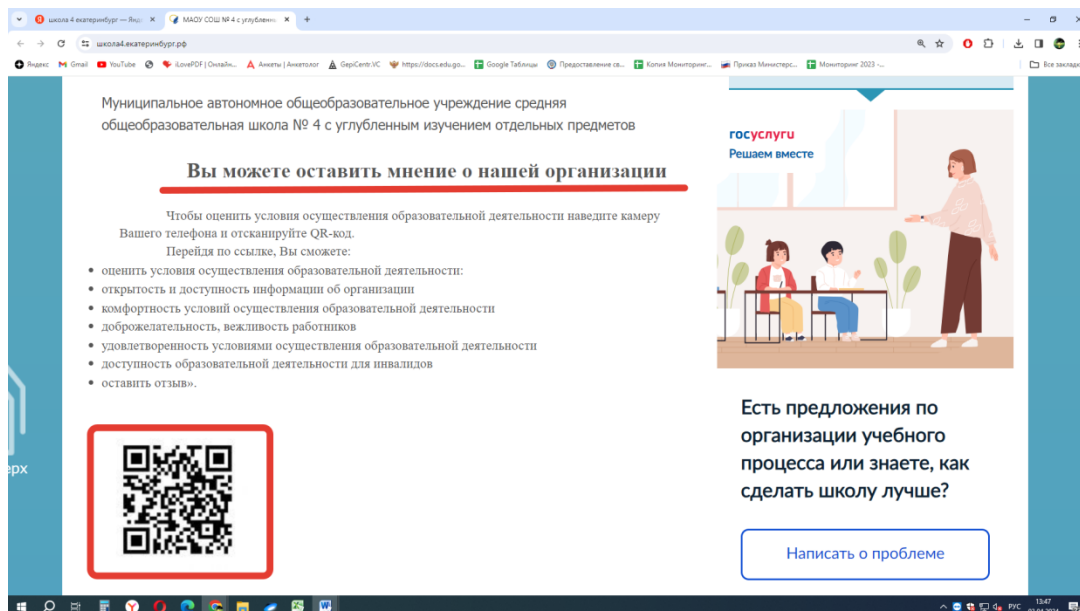 школа 4 екатеринбург — Янд
МАОУ СОШ № 4 с углубленн
школа4.екатеринбург.рф
Яндекс
Gmail
YouTube
iLovePDF | Онлайн...
Анкеты | Анкетолог
GepiCentr.VC
https://docs.edu.go...
Google Таблицы
Предоставление св...
Копия Мониторинг...
Приказ Министерс...
Мониторинг 2023 -...
Все закладк
Муниципальное автономное общеобразовательное учреждение средняя
общеобразовательная школа № 4 с углубленным изучением отдельных предметов
Вы можете оставить мнение о нашей организации
Чтобы оценить условия осуществления образовательной деятельности наведите камеру
Вашего телефона и отсканируйте QR-код.
Перейдя по ссылке, Вы сможете:
• оценить условия осуществления образовательной деятельности:
• открытость и доступность информации об организации
• комфортность условий осуществления образовательной деятельности
• доброжелательность, вежливость работников
• удовлетворенность условиями осуществления образовательной деятельности
• доступность образовательной деятельности для инвалидов
• оставить отзыв».
ерх
госуслуги
Решаем вместе
Есть предложения по
организации учебного
процесса или знаете, как
сделать школу лучше?
Написать о проблеме
РУС
13:47